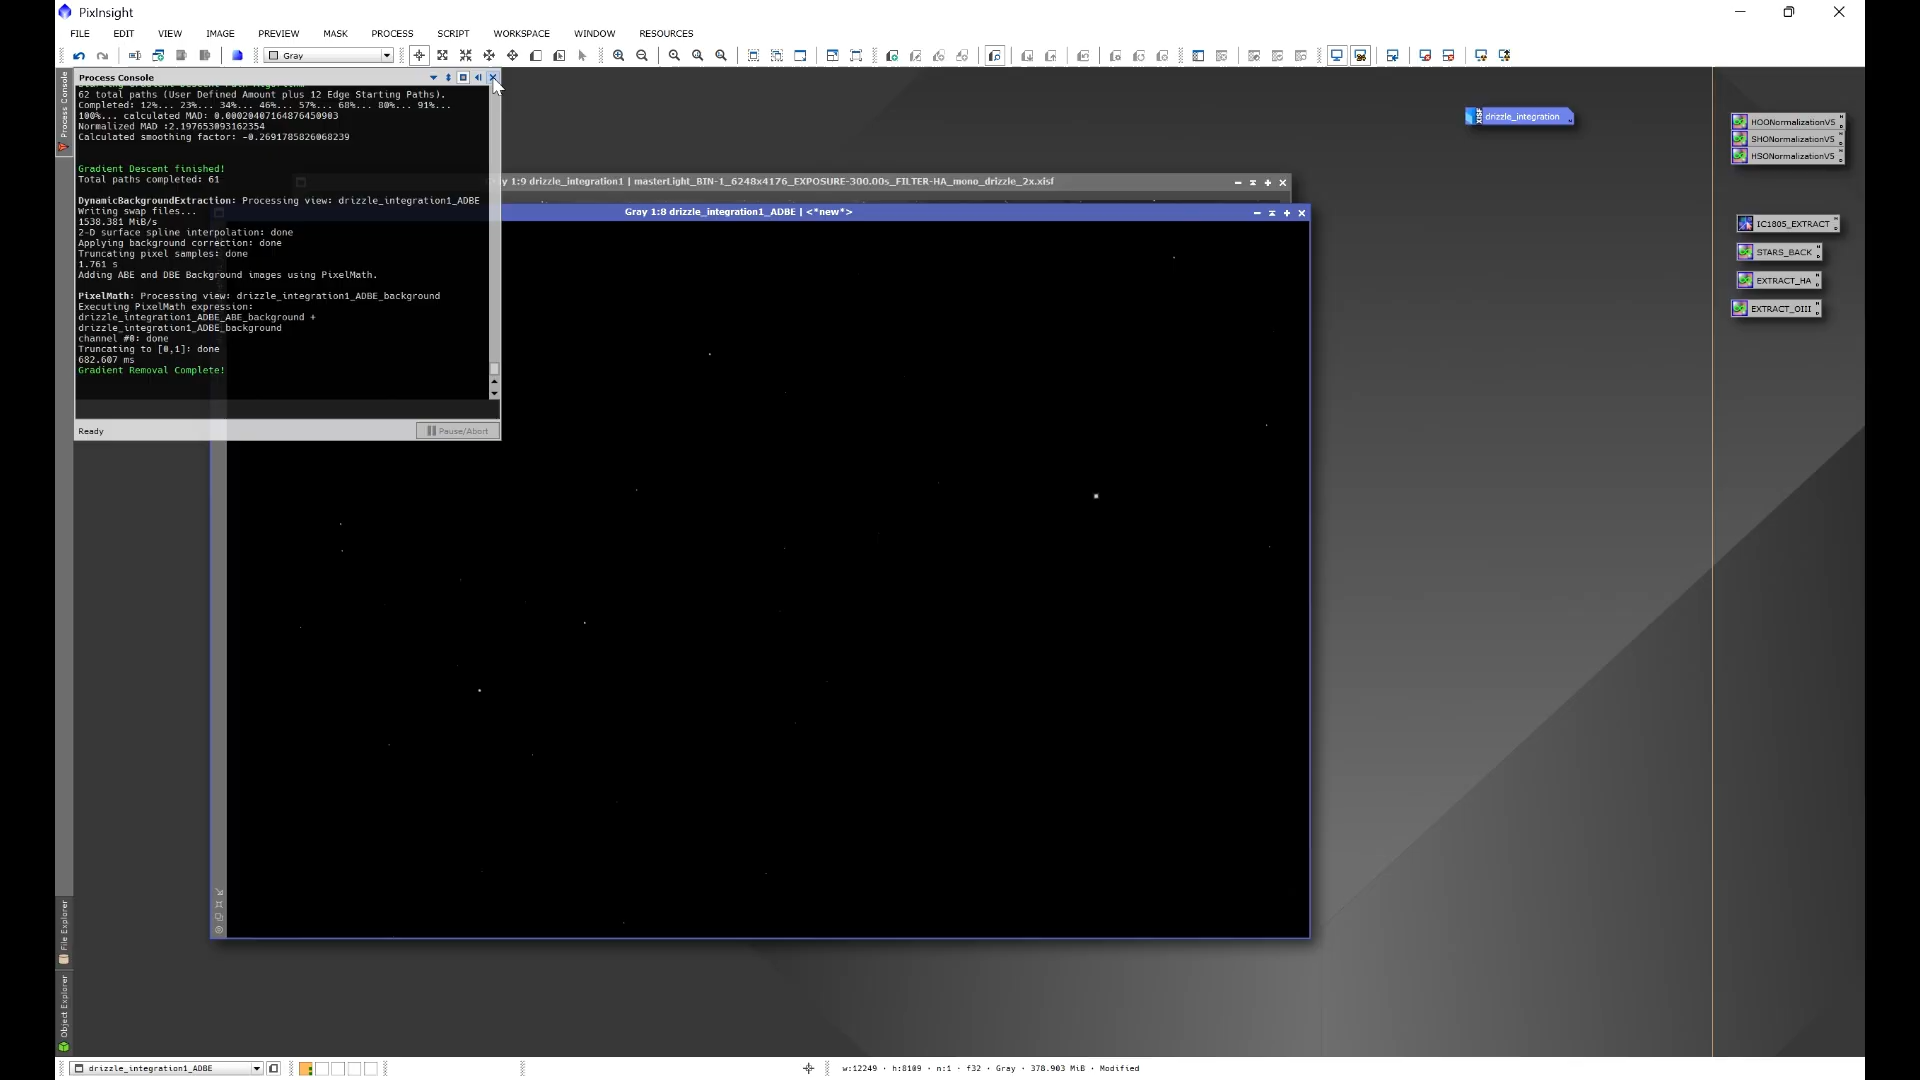 PixInsight
FILE EDIT VIEW IMAGE PREVIEW MASK PROCESS SCRIPT WORKSPACE WINDOW RESOURCES
Gray
Process Console
62 total paths (User Defined Amount plus 12 Edge Starting Paths).
Completed: 12%... 23%... 34%... 46%... 57%... 68%... 80%... 91%...
100%... calculated MAD: 0.00020407164876450903
Normalized MAD :2.197653093162354
Calculated smoothing factor: -0.2691785826068239
Gradient Descent finished!
Total paths completed: 61
DynamicBackgroundExtraction: Processing view: drizzle_integration1_ADBE
Writing swap files...
1538.381 MiB/s
2-D surface spline interpolation: done
Applying background correction: done
Truncating pixel samples: done
1.761 s
Adding ABE and DBE Background images using PixelMath.
PixelMath: Processing view: drizzle_integration1_ADBE_background
Executing PixelMath expression:
drizzle_integration1_ADBE_ABE_background +
drizzle_integration1_ADBE_background
channel #0: done
Truncating to [0,1]: done
682.607 ms
Gradient Removal Complete!
Ready
Pause/Abort
Process Console
File Explorer
Object Explorer
y 1:9 drizzle_integration1 | masterLight_BIN-1_6248x4176_EXPOSURE-300.00s_FILTER-HA_mono_drizzle_2x.xisf
Gray 1:8 drizzle_integration1_ADBE | <*new*>
XISF
drizzle_integration
HOONormalizationV5
SHONormalizationV5
HSONormalizationV5
IC1805_EXTRACT
STARS_BACK
EXTRACT_HA
EXTRACT_OIII
drizzle_integration1_ADBE
w:12249 · h:8109 · n:1 · f32 · Gray · 378.903 MiB · Modified